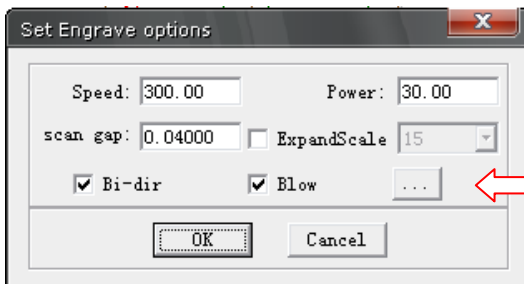 Set Engrave options
Speed: 300.00 Power: 30.00
scan gap: 0.04000 ExpandScale 15
Bi-dir Blow ...
OK Cancel